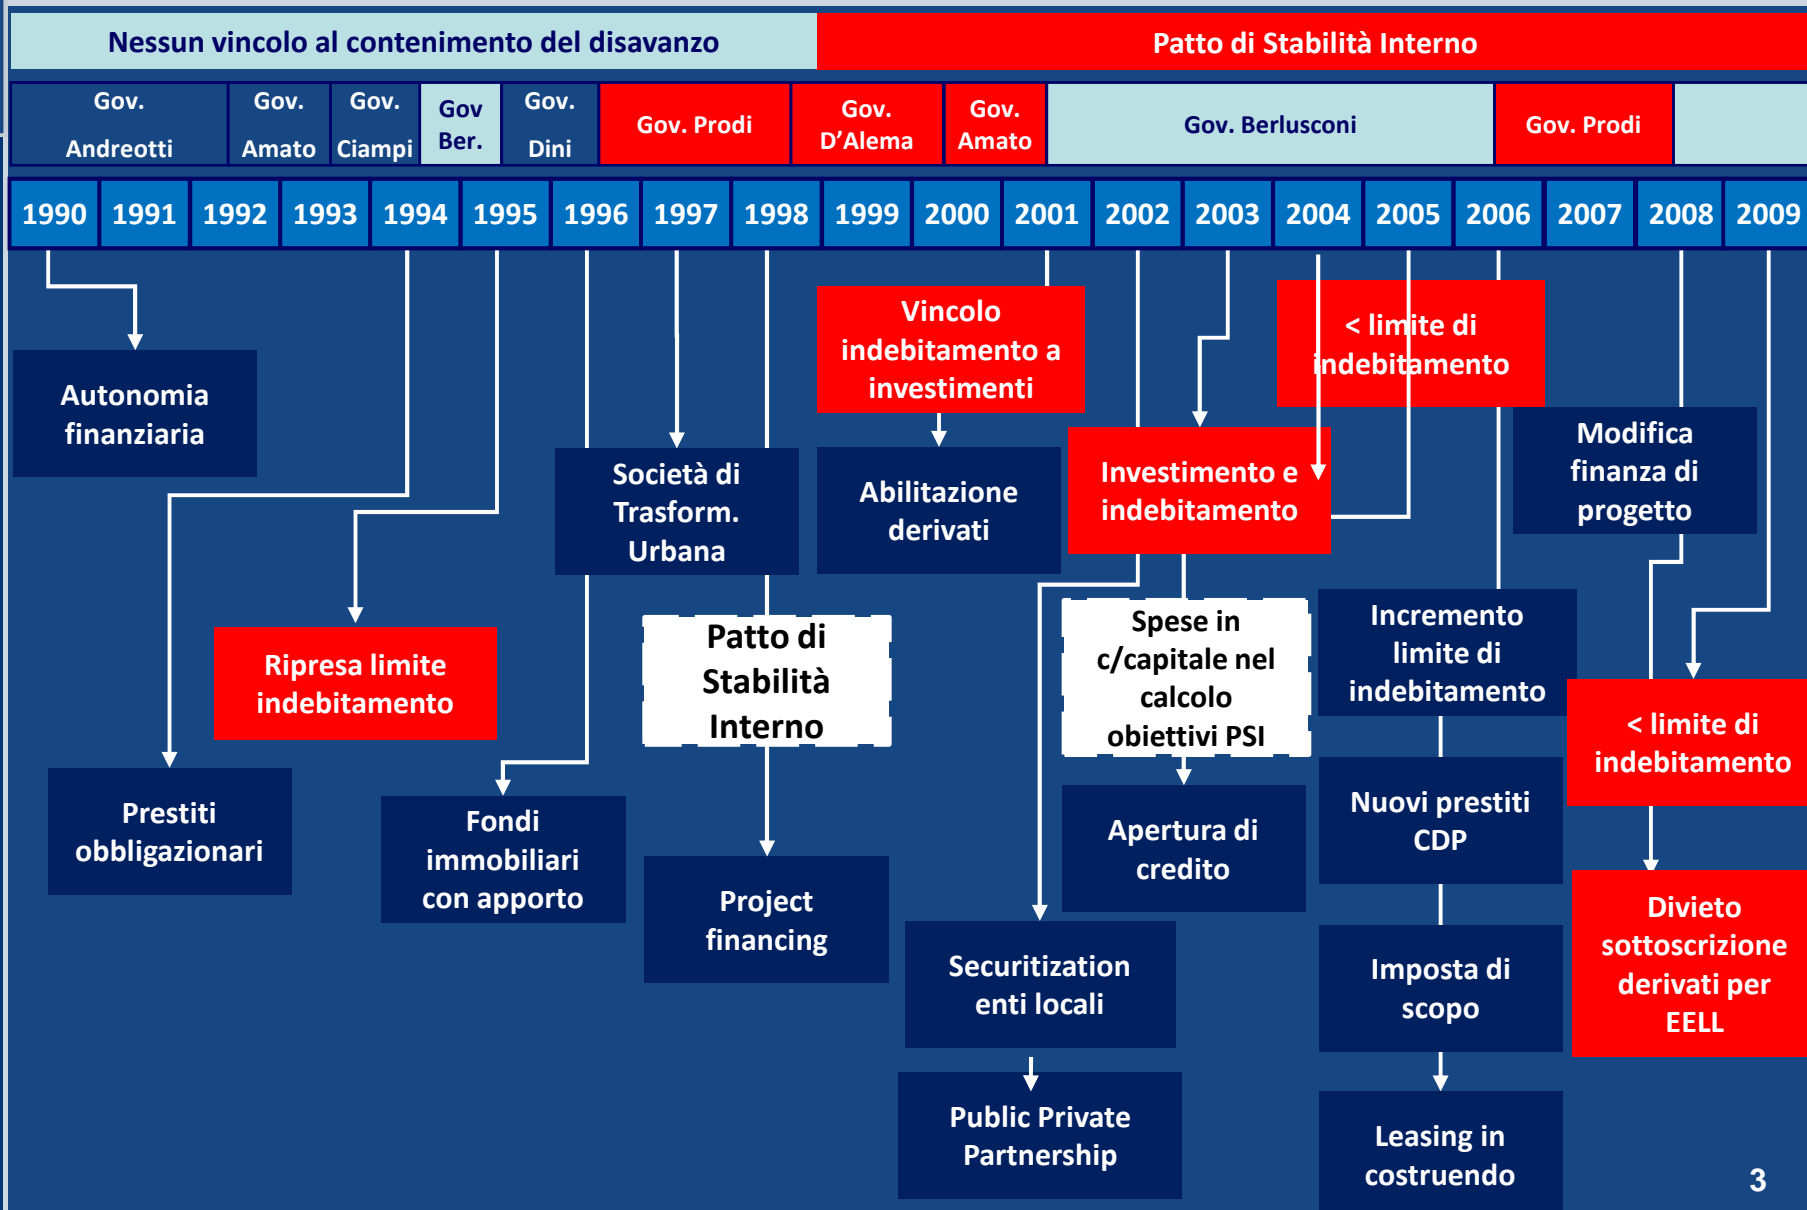 Nessun vincolo al contenimento del disavanzo
Patto di Stabilità Interno
Gov.
Andreotti
Gov.
Amato
Gov.
Ciampi
Gov
Ber.
Gov.
Dini
Gov. Prodi
Gov.
D’Alema
Gov.
Amato
Gov. Berlusconi
Gov. Prodi
1990 1991 1992 1993 1994 1995 1996 1997 1998 1999 2000 2001 2002 2003 2004 2005 2006 2007 2008 2009
Autonomia
finanziaria
Prestiti
obbligazionari
Ripresa limite
indebitamento
Fondi
immobiliari
con apporto
Società di
Trasform.
Urbana
Patto di
Stabilità
Interno
Project
financing
Vincolo
indebitamento a
investimenti
Abilitazione
derivati
Securitization
enti locali
Public Private
Partnership
Investimento e
indebitamento
Spese in
c/capitale nel
calcolo
obiettivi PSI
Apertura di
credito
< limite di
indebitamento
Incremento
limite di
indebitamento
Nuovi prestiti
CDP
Imposta di
scopo
Leasing in
costruendo
Modifica
finanza di
progetto
< limite di
indebitamento
Divieto
sottoscrizione
derivati per
EELL
3